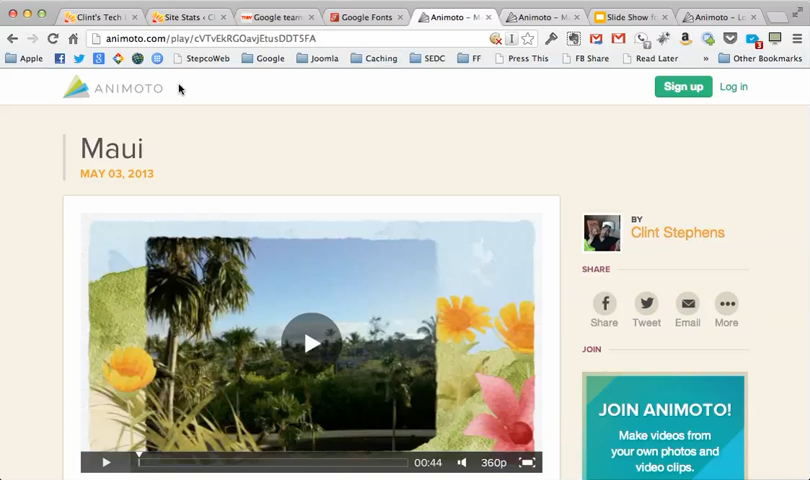 Clint's Tech
Site Stats ‹ Cl
Google team
Google Fonts
Animoto - M
Animoto - Ma
Slide Show fo
Animoto - Lo
animoto.com/play/cVTvEkRGOavjEtusDDT5FA
Apple
StepcoWeb
Google
Joomla
Caching
SEDC
FF
Press This
FB Share
Read Later
»
Other Bookmarks
ANIMOTO
Sign up
Log in
Maui
MAY 03, 2013
BY
Clint Stephens
SHARE
Share
Tweet
Email
More
JOIN
JOIN ANIMOTO!
Make videos from
your own photos and
video clips.
00:44
360p